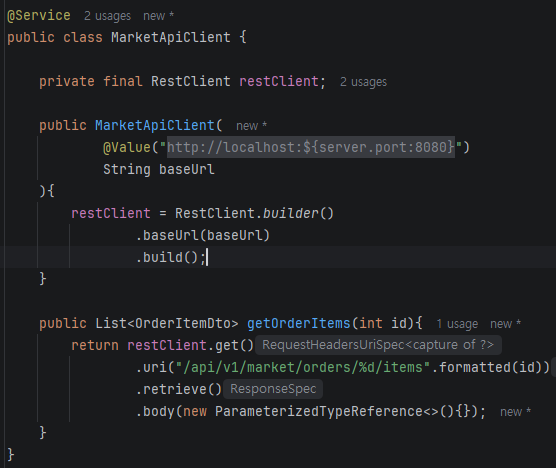 @Service 2 usages new *
public class MarketApiClient {
    private final RestClient restClient; 2 usages
    public MarketApiClient( new *
            @Value("http://localhost:${server.port:8080}")
            String baseUrl
    ){
        restClient = RestClient.builder()
                .baseUrl(baseUrl)
                .build();
    }
    public List<OrderItemDto> getOrderItems(int id){ 1 usage new *
        return restClient.get() RequestHeadersUriSpec<capture of ?>
                .uri("/api/v1/market/orders/%d/items".formatted(id))
                .retrieve() ResponseSpec
                .body(new ParameterizedTypeReference<>(){}); new *
    }
}